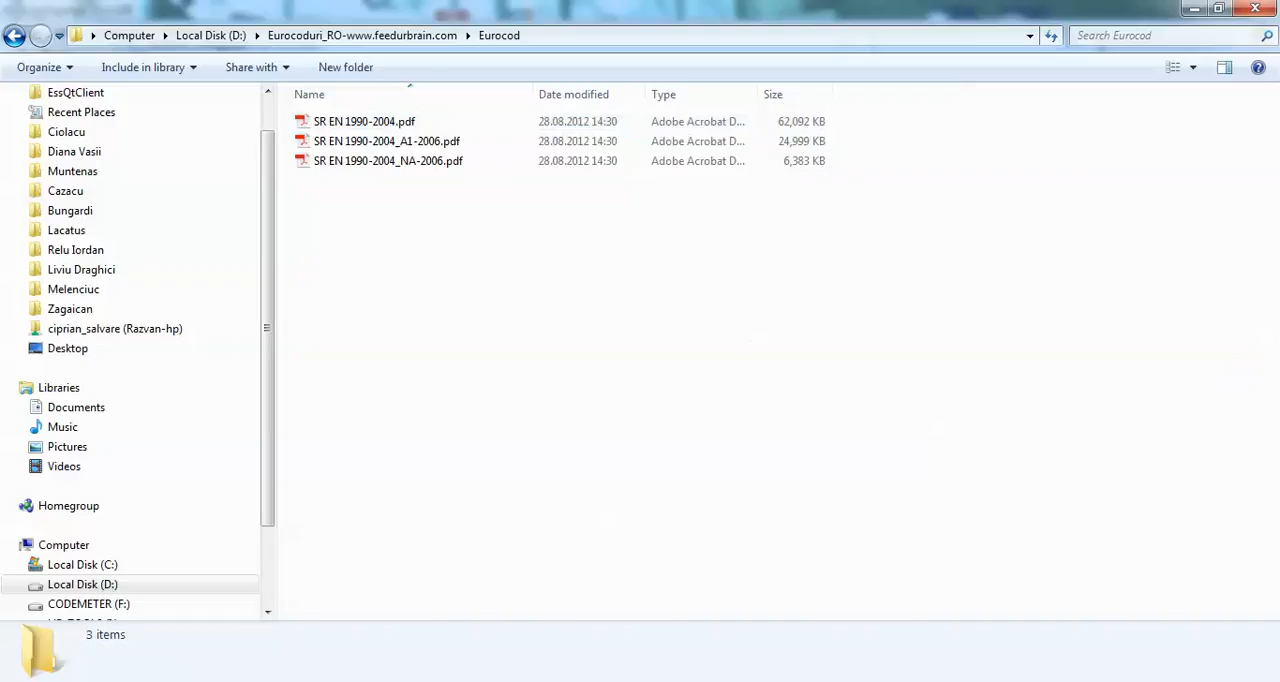 Computer Local Disk (D:) Eurocoduri_RO-www.feedurbrain.com Eurocod Search Eurocod
Organize Include in library Share with New folder
EssQtClient
Recent Places
Ciolacu
Diana Vasii
Muntenas
Cazacu
Bungardi
Lacatus
Relu Iordan
Liviu Draghici
Melenciuc
Zagaican
ciprian_salvare (Razvan-hp)
Desktop
Libraries
Documents
Music
Pictures
Videos
Homegroup
Computer
Local Disk (C:)
Local Disk (D:)
CODEMETER (F:)
Name Date modified Type Size
SR EN 1990-2004.pdf 28.08.2012 14:30 Adobe Acrobat D... 62,092 KB
SR EN 1990-2004_A1-2006.pdf 28.08.2012 14:30 Adobe Acrobat D... 24,999 KB
SR EN 1990-2004_NA-2006.pdf 28.08.2012 14:30 Adobe Acrobat D... 6,383 KB
3 items